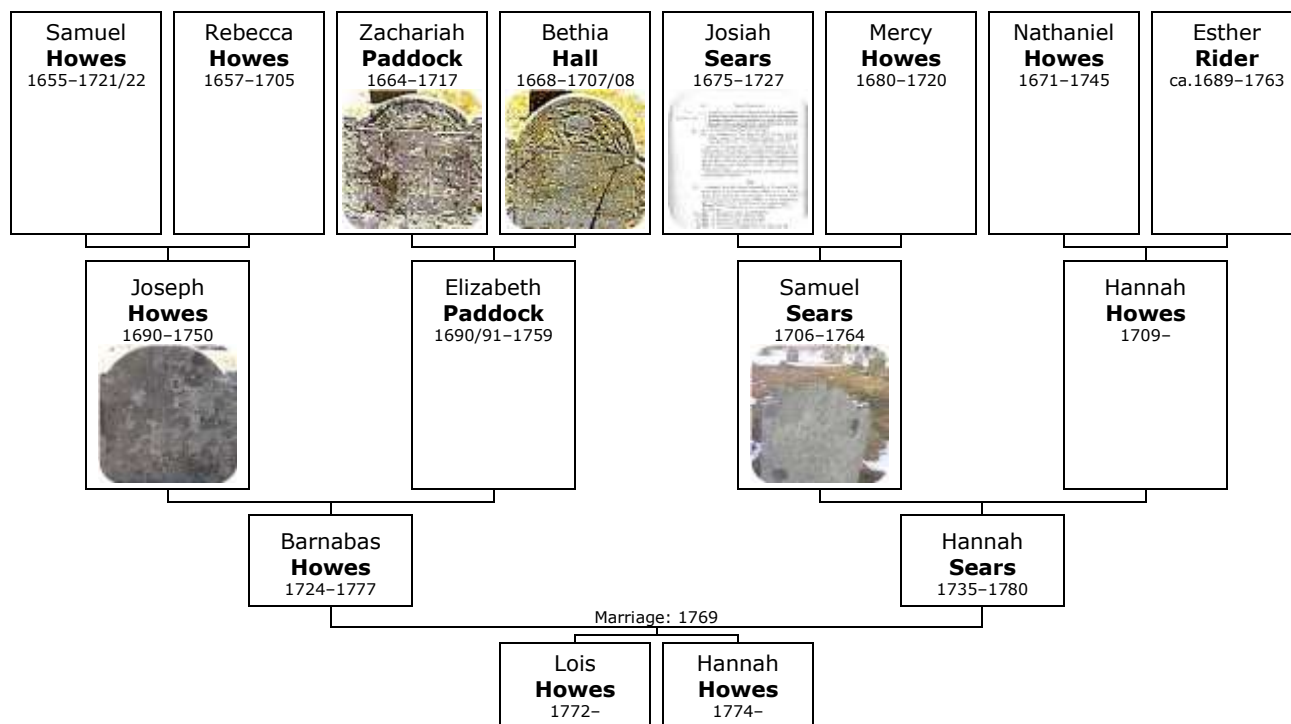 Samuel
Howes
1655–1721/22
Rebecca
Howes
1657–1705
Zachariah
Paddock
1664–1717
Bethia
Hall
1668–1707/08
Josiah
Sears
1675–1727
Mercy
Howes
1680–1720
Nathaniel
Howes
1671–1745
Esther
Rider
ca.1689–1763
Joseph
Howes
1690–1750
Elizabeth
Paddock
1690/91–1759
Samuel
Sears
1706–1764
Hannah
Howes
1709–
Barnabas
Howes
1724–1777
Hannah
Sears
1735–1780
Marriage: 1769
Lois
Howes
1772–
Hannah
Howes
1774–